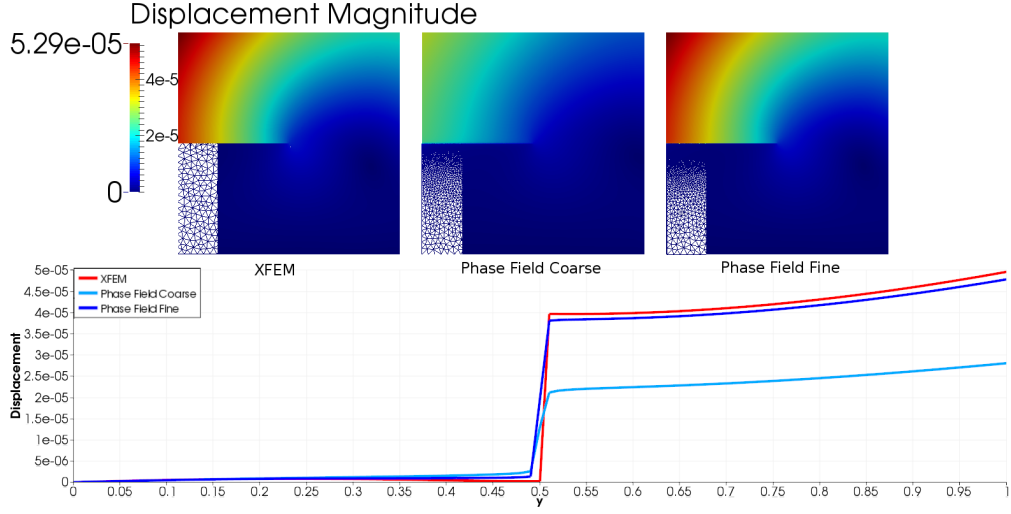 Displacement Magnitude
5.29e-05
4e-5
2e-5
0
XFEM
Phase Field Coarse
Phase Field Fine
5e-05
4.5e-05
4e-05
3.5e-05
3e-05
2.5e-05
2e-05
1.5e-05
1e-05
5e-06
0
Displacement
XFEM
Phase Field Coarse
Phase Field Fine
0 0.05 0.1 0.15 0.2 0.25 0.3 0.35 0.4 0.45 0.5 0.55 0.6 0.65 0.7 0.75 0.8 0.85 0.9 0.95 1
y